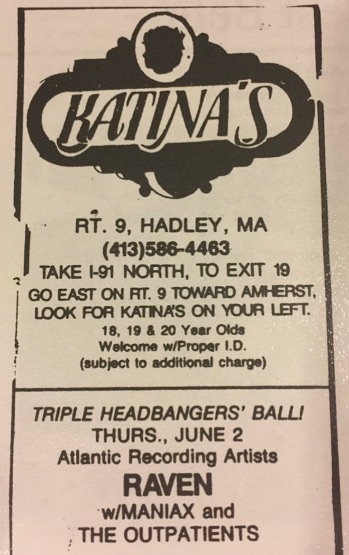 KATINA'S
RT. 9, HADLEY, MA
(413)586-4463
TAKE I-91 NORTH, TO EXIT 19
GO EAST ON RT. 9 TOWARD AMHERST,
LOOK FOR KATINA'S ON YOUR LEFT.
18, 19 & 20 Year Olds
Welcome w/Proper I.D.
(subject to additional charge)
TRIPLE HEADBANGERS' BALL!
THURS., JUNE 2
Atlantic Recording Artists
RAVEN
w/MANIAX and
THE OUTPATIENTS